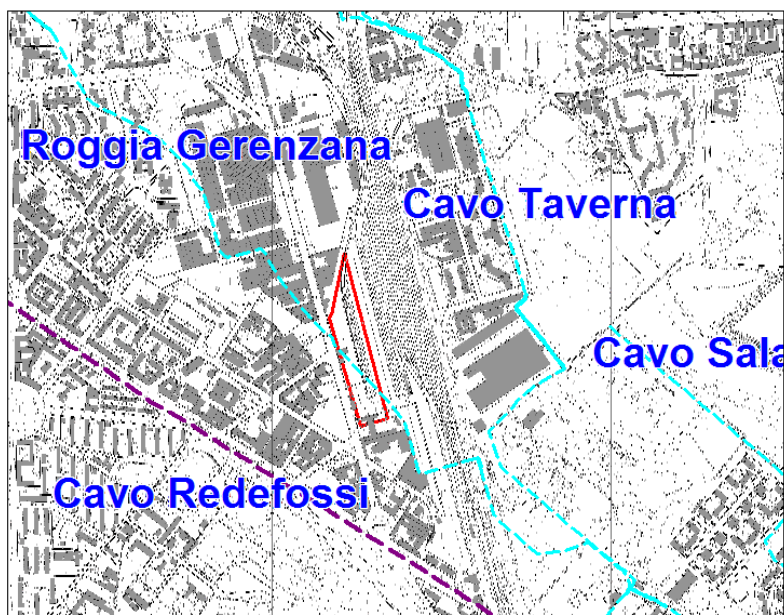 Roggia Gerenzana
Cavo Taverna
Cavo Sala
Cavo Redefossi